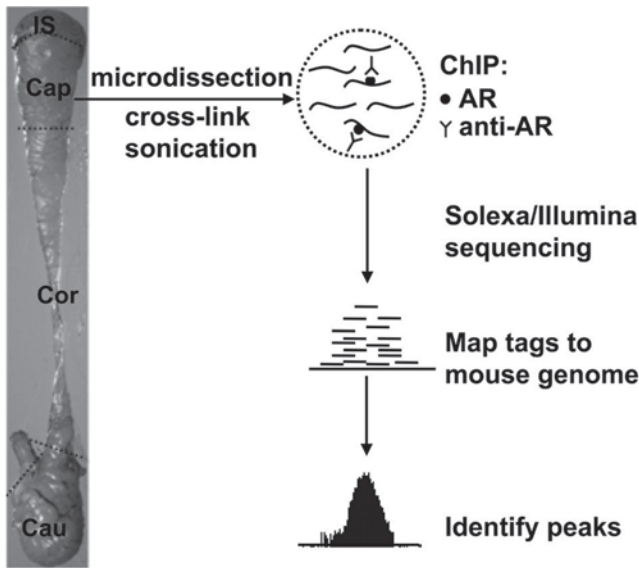 IS
Cap
Cor
Cau
microdissection
cross-link
sonication
ChIP:
AR
anti-AR
Solexa/Illumina
sequencing
Map tags to
mouse genome
Identify peaks